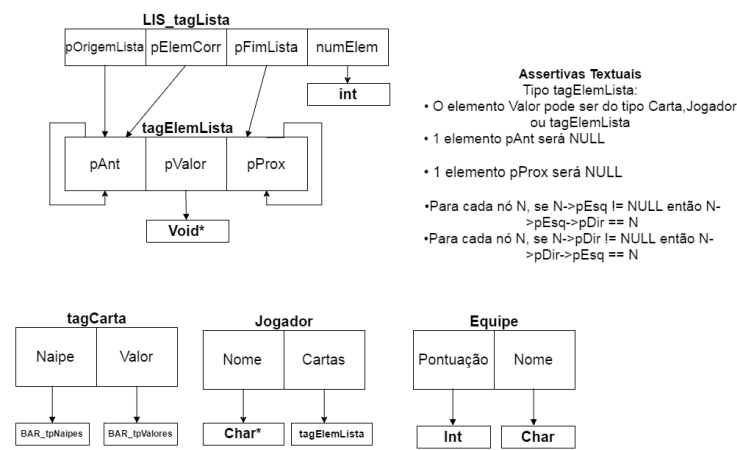 LIS_tagLista
pOrigemLista pElemCorr pFimLista numElem
int
tagElemLista
pAnt pValor pProx
Void*
Assertivas Textuais
Tipo tagElemLista:
• O elemento Valor pode ser do tipo Carta,Jogador
ou tagElemLista
• 1 elemento pAnt será NULL
• 1 elemento pProx será NULL
•Para cada nó N, se N->pEsq != NULL então N-
>pEsq->pDir == N
•Para cada nó N, se N->pDir != NULL então N-
>pDir->pEsq == N
tagCarta
Naipe Valor
BAR_tpNaipes BAR_tpValores
Jogador
Nome Cartas
Char* tagElemLista
Equipe
Pontuação Nome
Int Char